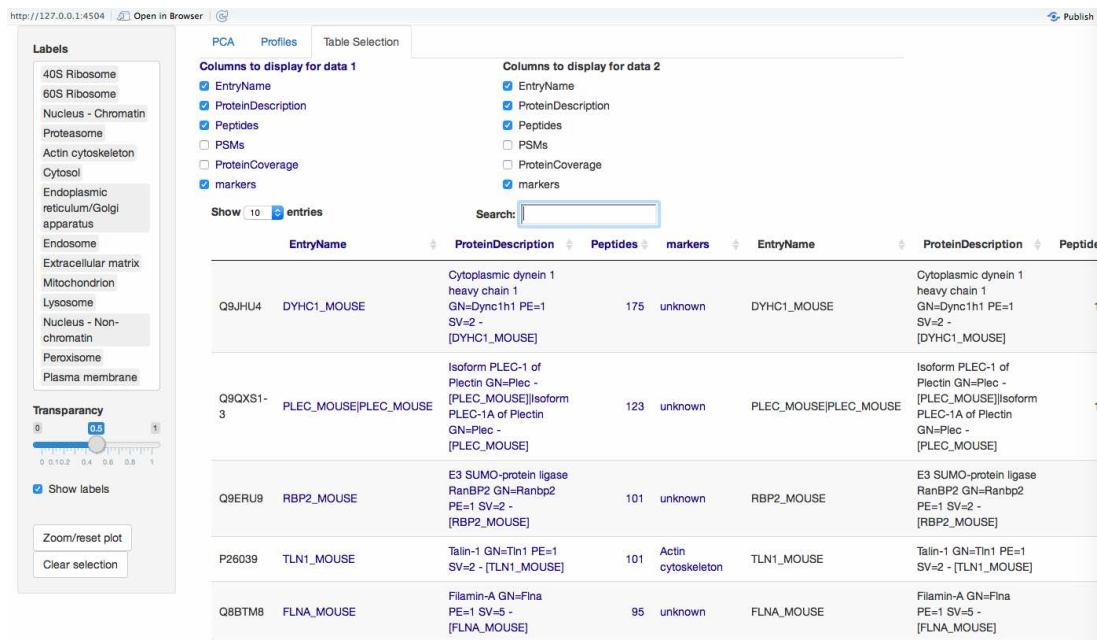 http://127.0.0.1:4504 Open in Browser Publish
Labels
40S Ribosome
60S Ribosome
Nucleus - Chromatin
Proteasome
Actin cytoskeleton
Cytosol
Endoplasmic
reticulum/Golgi
apparatus
Endosome
Extracellular matrix
Mitochondrion
Lysosome
Nucleus - Non-
chromatin
Peroxisome
Plasma membrane
Transparancy
0 0.5 1
0 0.1 0.2 0.4 0.6 0.8 1
Show labels
Zoom/reset plot
Clear selection
PCA Profiles Table Selection
Columns to display for data 1 Columns to display for data 2
EntryName EntryName
ProteinDescription ProteinDescription
Peptides Peptides
PSMs PSMs
ProteinCoverage ProteinCoverage
markers markers
Show 10 entries Search:
EntryName ProteinDescription Peptides markers EntryName ProteinDescription Peptide
Cytoplasmic dynein 1 Cytoplasmic dynein 1
heavy chain 1 heavy chain 1
Q9JHU4 DYHC1_MOUSE GN=Dync1h1 PE=1 175 unknown DYHC1_MOUSE GN=Dync1h1 PE=1
SV=2 - SV=2 -
[DYHC1_MOUSE] [DYHC1_MOUSE]
Isoform PLEC-1 of Isoform PLEC-1 of
Plectin GN=Plec - Plectin GN=Plec -
Q9QXS1- [PLEC_MOUSE]|Isoform [PLEC_MOUSE]|Isoform
3 PLEC_MOUSE|PLEC_MOUSE PLEC-1A of Plectin 123 unknown PLEC_MOUSE|PLEC_MOUSE PLEC-1A of Plectin
GN=Plec - GN=Plec -
[PLEC_MOUSE] [PLEC_MOUSE]
E3 SUMO-protein ligase E3 SUMO-protein ligase
Q9ERU9 RBP2_MOUSE RanBP2 GN=Ranbp2 101 unknown RBP2_MOUSE RanBP2 GN=Ranbp2
PE=1 SV=2 - PE=1 SV=2 -
[RBP2_MOUSE] [RBP2_MOUSE]
P26039 TLN1_MOUSE Talin-1 GN=Tln1 PE=1 101 Actin TLN1_MOUSE Talin-1 GN=Tln1 PE=1
SV=2 - [TLN1_MOUSE] cytoskeleton SV=2 - [TLN1_MOUSE]
Filamin-A GN=Flna Filamin-A GN=Flna
Q8BTM8 FLNA_MOUSE PE=1 SV=5 - 95 unknown FLNA_MOUSE PE=1 SV=5 -
[FLNA_MOUSE] [FLNA_MOUSE]